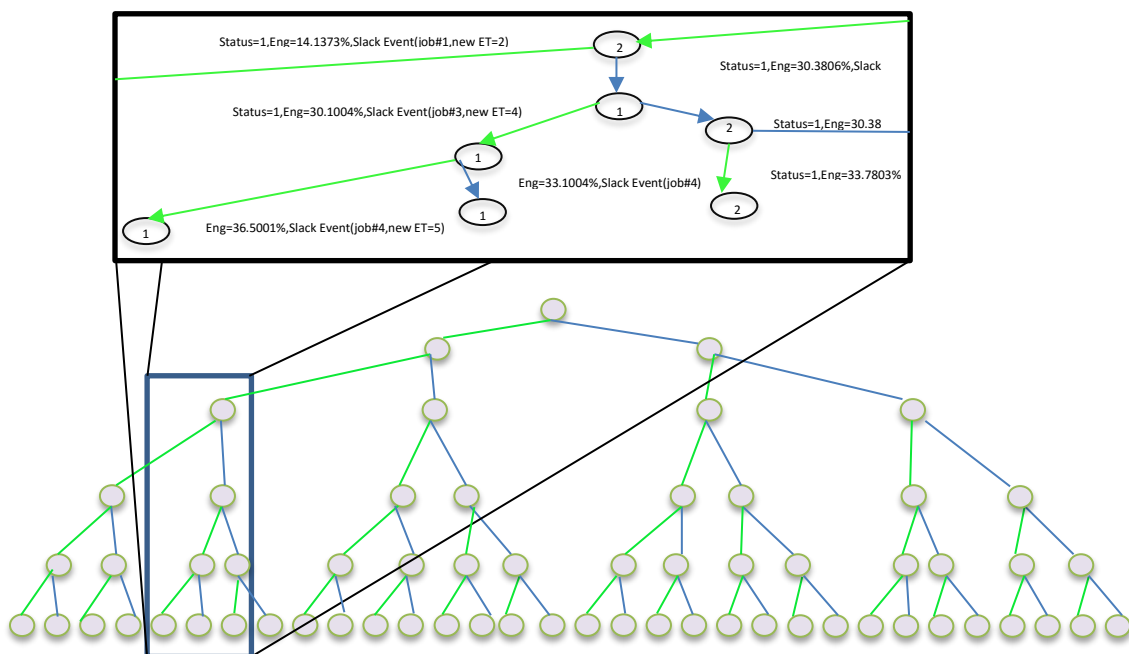 Status=1,Eng=14.1373%,Slack Event(job#1,new ET=2)
2
Status=1,Eng=30.3806%,Slack
Status=1,Eng=30.1004%,Slack Event(job#3,new ET=4)
1
2
Status=1,Eng=30.38
1
Eng=33.1004%,Slack Event(job#4)
Status=1,Eng=33.7803%
1
2
1
Eng=36.5001%,Slack Event(job#4,new ET=5)